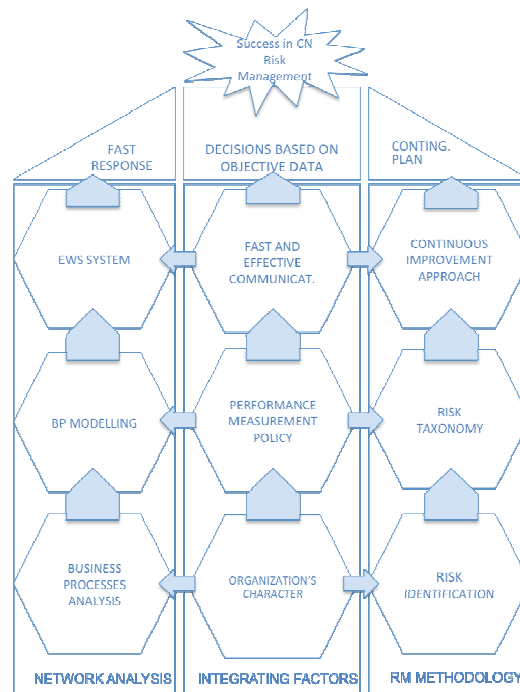 Success in CN
Risk
Management
FAST
RESPONSE
DECISIONS BASED ON
OBJECTIVE DATA
CONTING.
PLAN
EWS SYSTEM
FAST AND
EFFECTIVE
COMMUNICAT.
CONTINUOUS
IMPROVEMENT
APPROACH
BP MODELLING
PERFORMANCE
MEASUREMENT
POLICY
RISK
TAXONOMY
BUSINESS
PROCESSES
ANALYSIS
ORGANIZATION'S
CHARACTER
RISK
IDENTIFICATION
NETWORK ANALYSIS
INTEGRATING FACTORS
RM METHODOLOGY